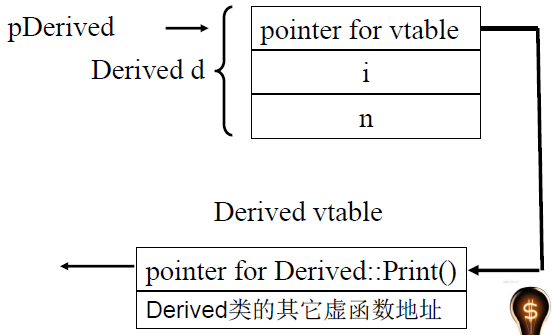 pDerived
pointer for vtable
Derived d
i
n
Derived vtable
pointer for Derived::Print()
Derived类的其它虚函数地址
$